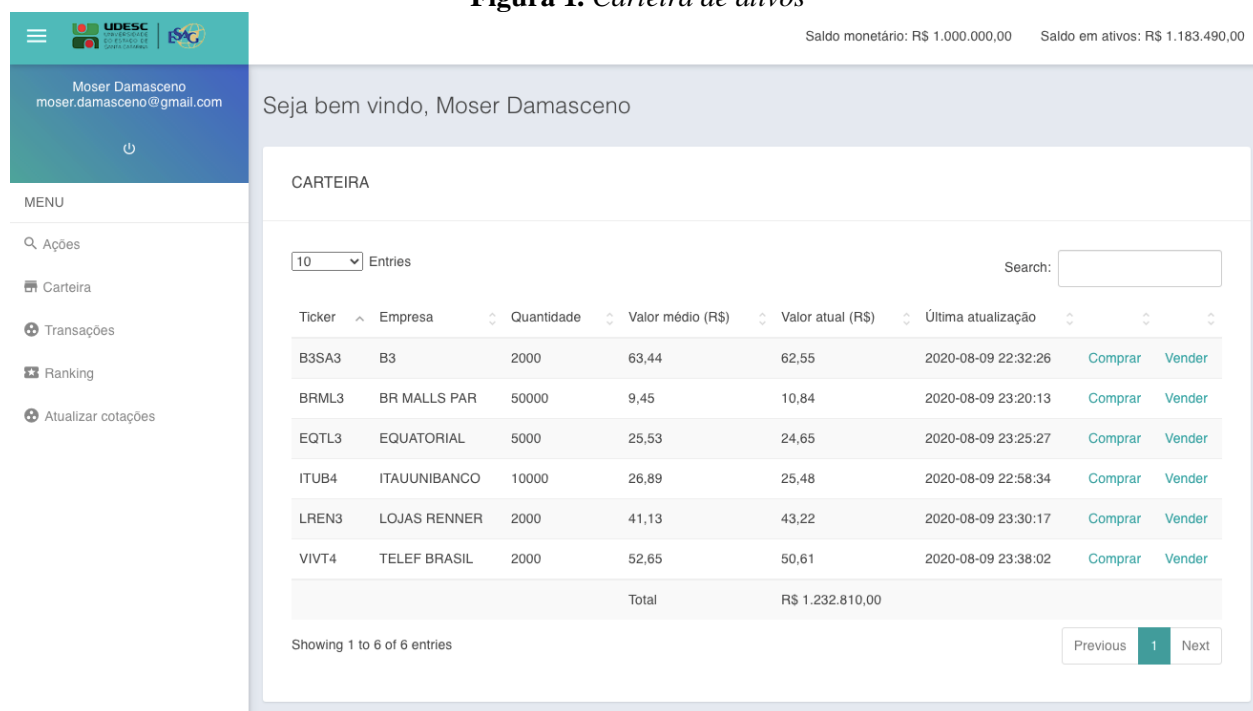 Figura 1. Carteira de ativos
UDESC
UNIVERSIDADE
DO ESTADO DE
SANTA CATARINA
ESAG
Saldo monetário: R$ 1.000.000,00 Saldo em ativos: R$ 1.183.490,00
Moser Damasceno
moser.damasceno@gmail.com
Seja bem vindo, Moser Damasceno
MENU
Ações
Carteira
Transações
Ranking
Atualizar cotações
CARTEIRA
10 Entries Search:
Ticker Empresa Quantidade Valor médio (R$) Valor atual (R$) Última atualização
B3SA3 B3 2000 63,44 62,55 2020-08-09 22:32:26 Comprar Vender
BRML3 BR MALLS PAR 50000 9,45 10,84 2020-08-09 23:20:13 Comprar Vender
EQTL3 EQUATORIAL 5000 25,53 24,65 2020-08-09 23:25:27 Comprar Vender
ITUB4 ITAUUNIBANCO 10000 26,89 25,48 2020-08-09 22:58:34 Comprar Vender
LREN3 LOJAS RENNER 2000 41,13 43,22 2020-08-09 23:30:17 Comprar Vender
VIVT4 TELEF BRASIL 2000 52,65 50,61 2020-08-09 23:38:02 Comprar Vender
Total R$ 1.232.810,00
Showing 1 to 6 of 6 entries Previous 1 Next